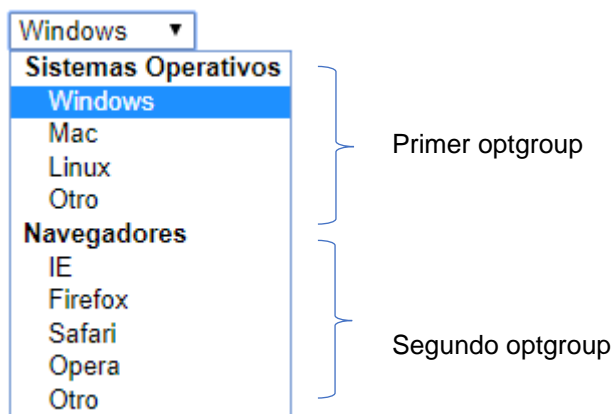 Windows
Sistemas Operativos
Windows
Mac
Linux
Otro
Primer optgroup
Navegadores
IE
Firefox
Safari
Opera
Otro
Segundo optgroup